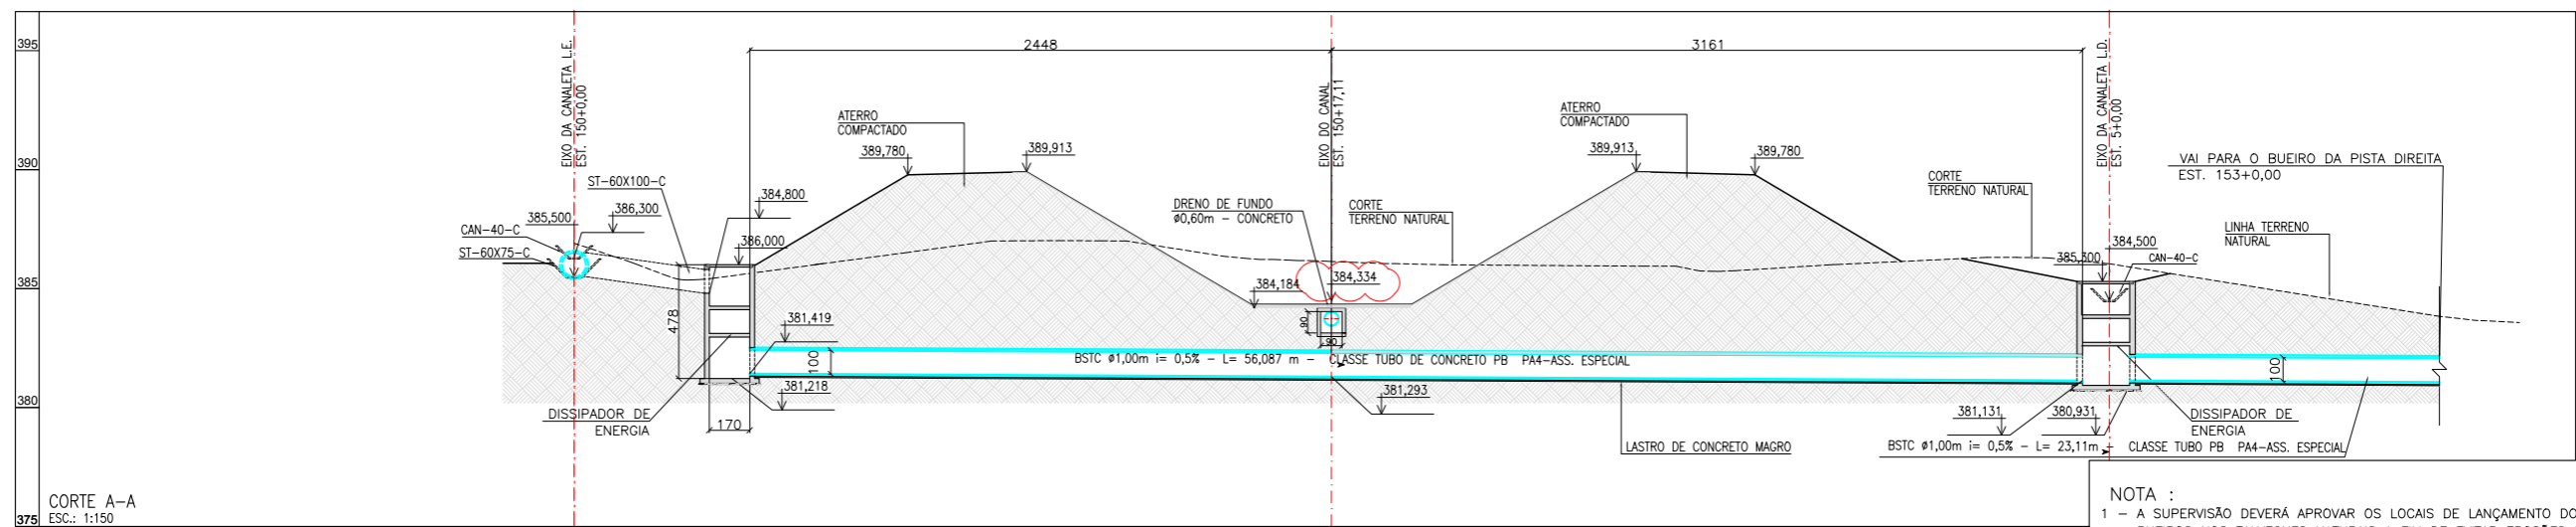 395
390
385
380
375
2448
3161
EIXO DA CANALETA L.E.
EST. 150+0,00
EIXO DO CANAL
EST. 150+17,11
EIXO DA CANALETA L.D.
EST. 5+0,00
ATERRO
COMPACTADO
389,780
389,913
ATERRO
COMPACTADO
389,913
389,780
VAI PARA O BUEIRO DA PISTA DIREITA
EST. 153+0,00
ST-60X100-C
384,800
385,500
386,300
CAN-40-C
ST-60X75-C
386,000
DRENO DE FUNDO
ø0,60m - CONCRETO
CORTE
TERRENO NATURAL
CORTE
TERRENO NATURAL
LINHA TERRENO
NATURAL
384,500
385,300
CAN-40-C
384,184
384,334
478
381,419
90
90
100
BSTC ø1,00m i= 0,5% - L= 56,087 m - CLASSE TUBO DE CONCRETO PB PA4-ASS. ESPECIAL
100
381,218
381,293
DISSIPADOR DE
ENERGIA
170
381,131
380,931
DISSIPADOR DE
ENERGIA
LASTRO DE CONCRETO MAGRO
BSTC ø1,00m i= 0,5% - L= 23,11m - CLASSE TUBO PB PA4-ASS. ESPECIAL
CORTE A-A
ESC.: 1:150
NOTA :
1 - A SUPERVISÃO DEVERÁ APROVAR OS LOCAIS DE LANÇAMENTO DO